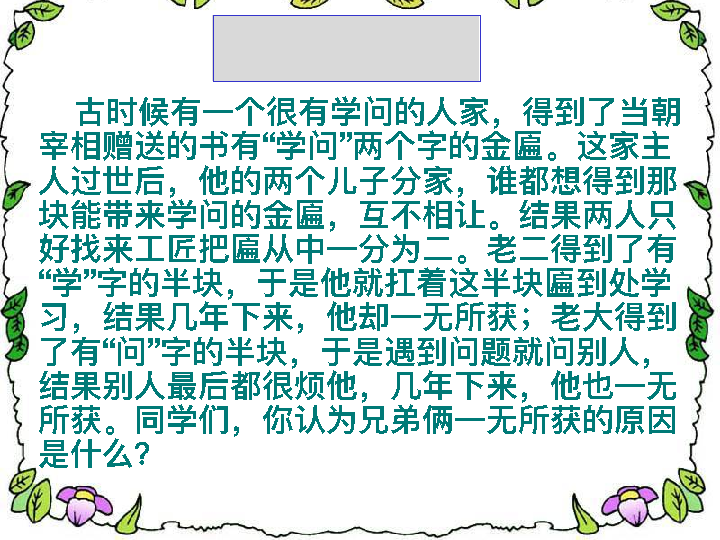 古时候有一个很有学问的人家，得到了当朝
宰相赠送的书有“学问”两个字的金匾。这家主
人过世后，他的两个儿子分家，谁都想得到那
块能带来学问的金匾，互不相让。结果两人只
好找来工匠把匾从中一分为二。老二得到了有
“学”字的半块，于是他就扛着这半块匾到处学
习，结果几年下来，他却一无所获；老大得到
了有“问”字的半块，于是遇到问题就问别人，
结果别人最后都很烦他，几年下来，他也一无
所获。同学们，你认为兄弟俩一无所获的原因
是什么？